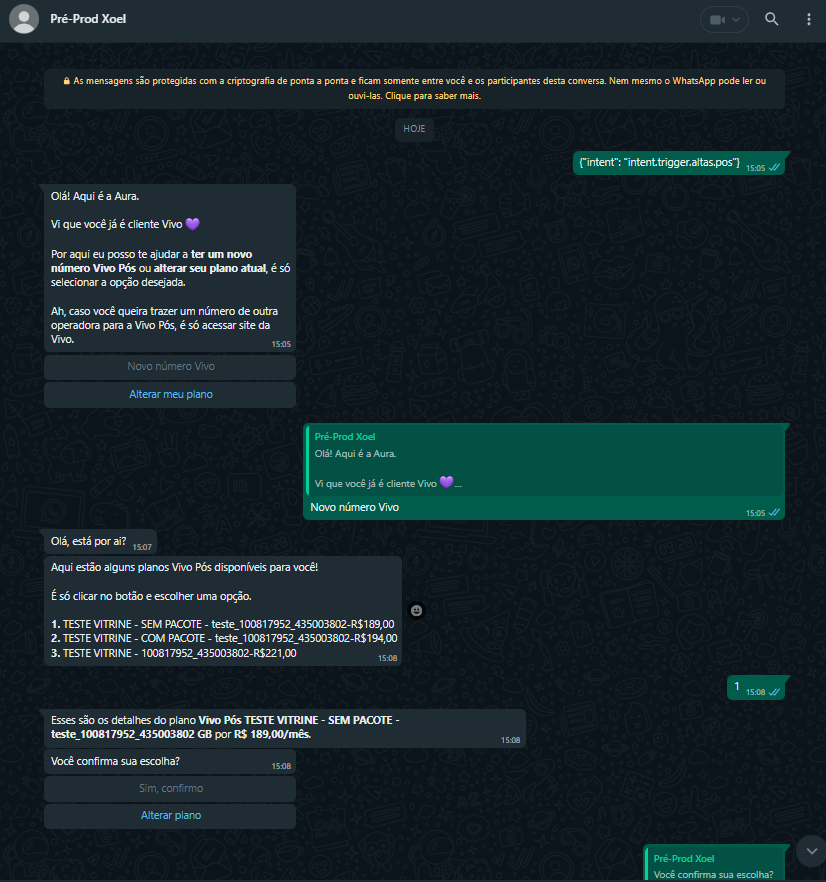 Pré-Prod Xoel
As mensagens são protegidas com a criptografia de ponta a ponta e ficam somente entre você e os participantes desta conversa. Nem mesmo o WhatsApp pode ler ou
ouvi-las. Clique para saber mais.
HOJE
{"intent": "intent.trigger.altas.pos"} 15:05
Olá! Aqui é a Aura.
Vi que você já é cliente Vivo 💜
Por aqui eu posso te ajudar a ter um novo
número Vivo Pós ou alterar seu plano atual, é só
selecionar a opção desejada.
Ah, caso você queira trazer um número de outra
operadora para a Vivo Pós, é só acessar site da
Vivo.
15:05
Novo número Vivo
Alterar meu plano
Pré-Prod Xoel
Olá! Aqui é a Aura.
Vi que você já é cliente Vivo 💜...
Novo número Vivo
15:05
Olá, está por ai? 15:07
Aqui estão alguns planos Vivo Pós disponíveis para você!
É só clicar no botão e escolher uma opção.
1. TESTE VITRINE - SEM PACOTE - teste_100817952_435003802-R$189,00
2. TESTE VITRINE - COM PACOTE - teste_100817952_435003802-R$194,00
3. TESTE VITRINE - 100817952_435003802-R$221,00
15:08
1 15:08
Esses são os detalhes do plano Vivo Pós TESTE VITRINE - SEM PACOTE -
teste_100817952_435003802 GB por R$ 189,00/mês.
15:08
Você confirma sua escolha?
15:08
Sim, confirmo
Alterar plano
Pré-Prod Xoel
Você confirma sua escolha?